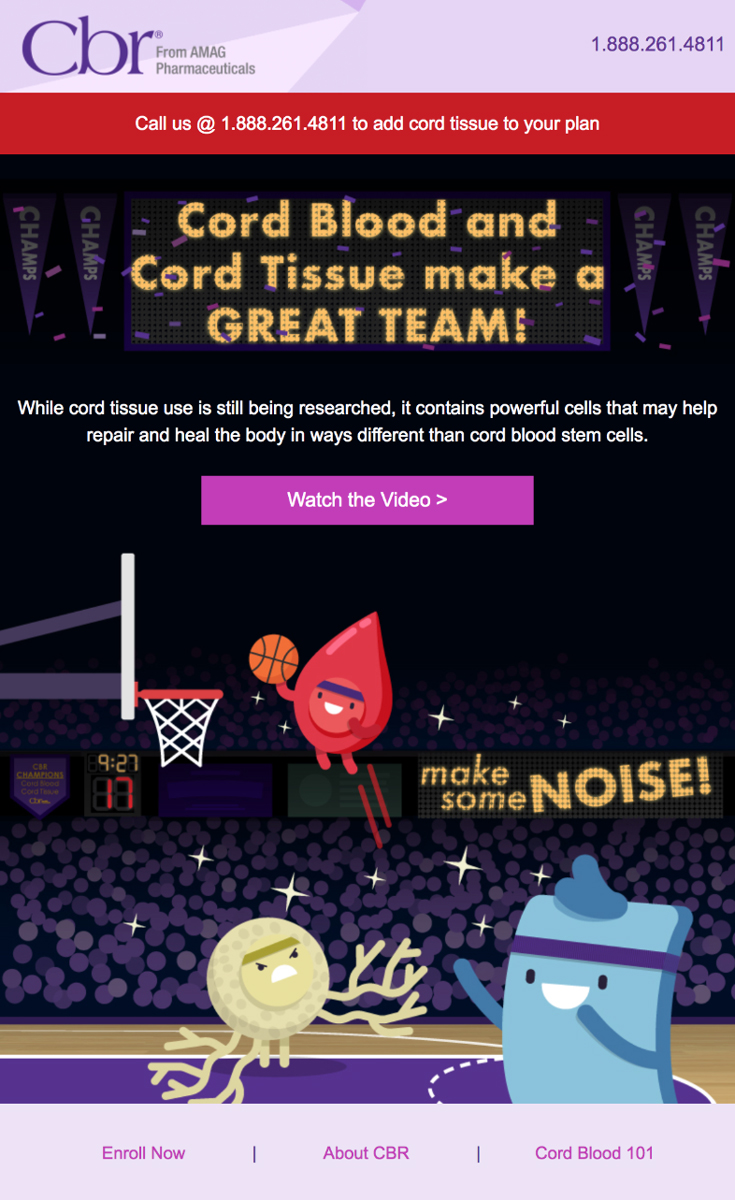 Cbr®
From AMAG
Pharmaceuticals
1.888.261.4811
Call us @ 1.888.261.4811 to add cord tissue to your plan
CHAMPS
CHAMPS
Cord Blood and
Cord Tissue make a
GREAT TEAM!
CHAMPS
CHAMPS
While cord tissue use is still being researched, it contains powerful cells that may help
repair and heal the body in ways different than cord blood stem cells.
Watch the Video >
CBR
CHAMPIONS
Cord Blood
Cord Tissue
Cbr
9:27
17
make
some NOISE!
Enroll Now | About CBR | Cord Blood 101